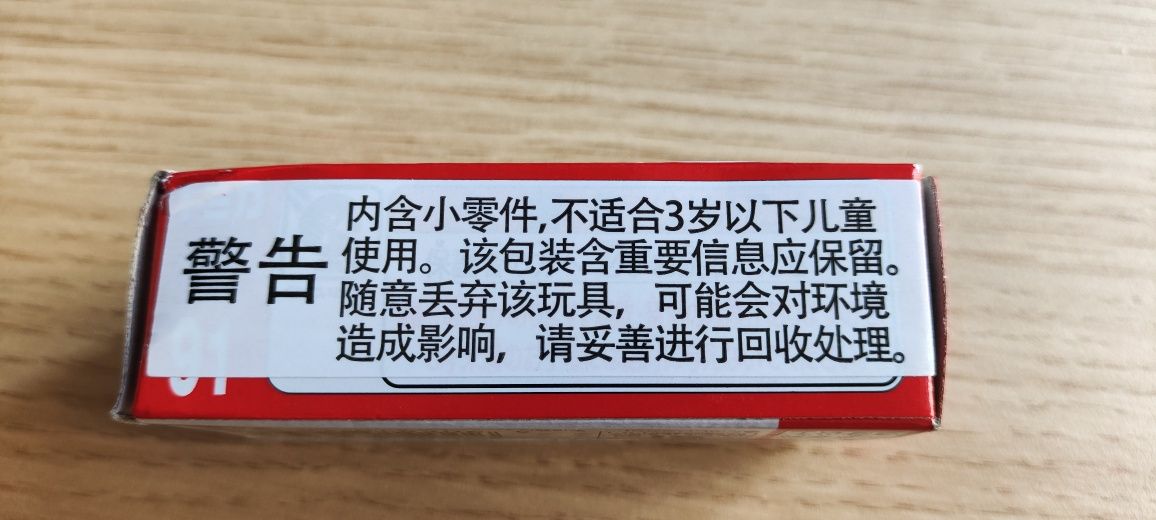 警告
内含小零件,不适合3岁以下儿童
使用。该包装含重要信息应保留。
随意丢弃该玩具，可能会对环境
造成影响，请妥善进行回收处理。